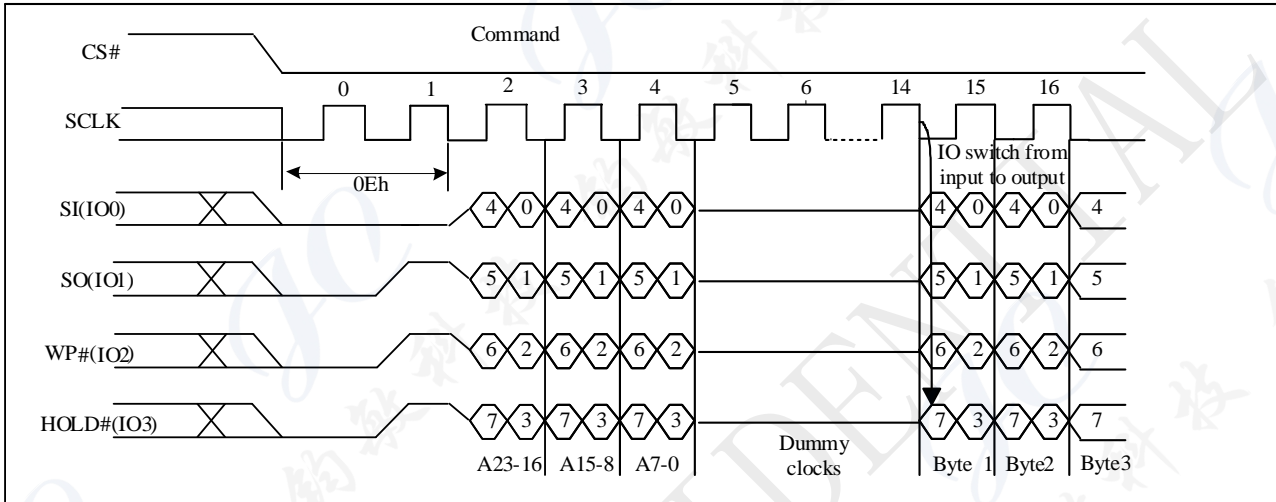 Command
CS#
0 1 2 3 4 5 6 14 15 16
SCLK
IO switch from
input to output
0Eh
SI(IO0) 4 0 4 0 4 0 4 0 4 0 4
SO(IO1) 5 1 5 1 5 1 5 1 5 1 5
WP#(IO2) 6 2 6 2 6 2 6 2 6 2 6
HOLD#(IO3) 7 3 7 3 7 3 7 3 7 3 7
Dummy
clocks
A23-16 A15-8 A7-0 Byte 1 Byte2 Byte3